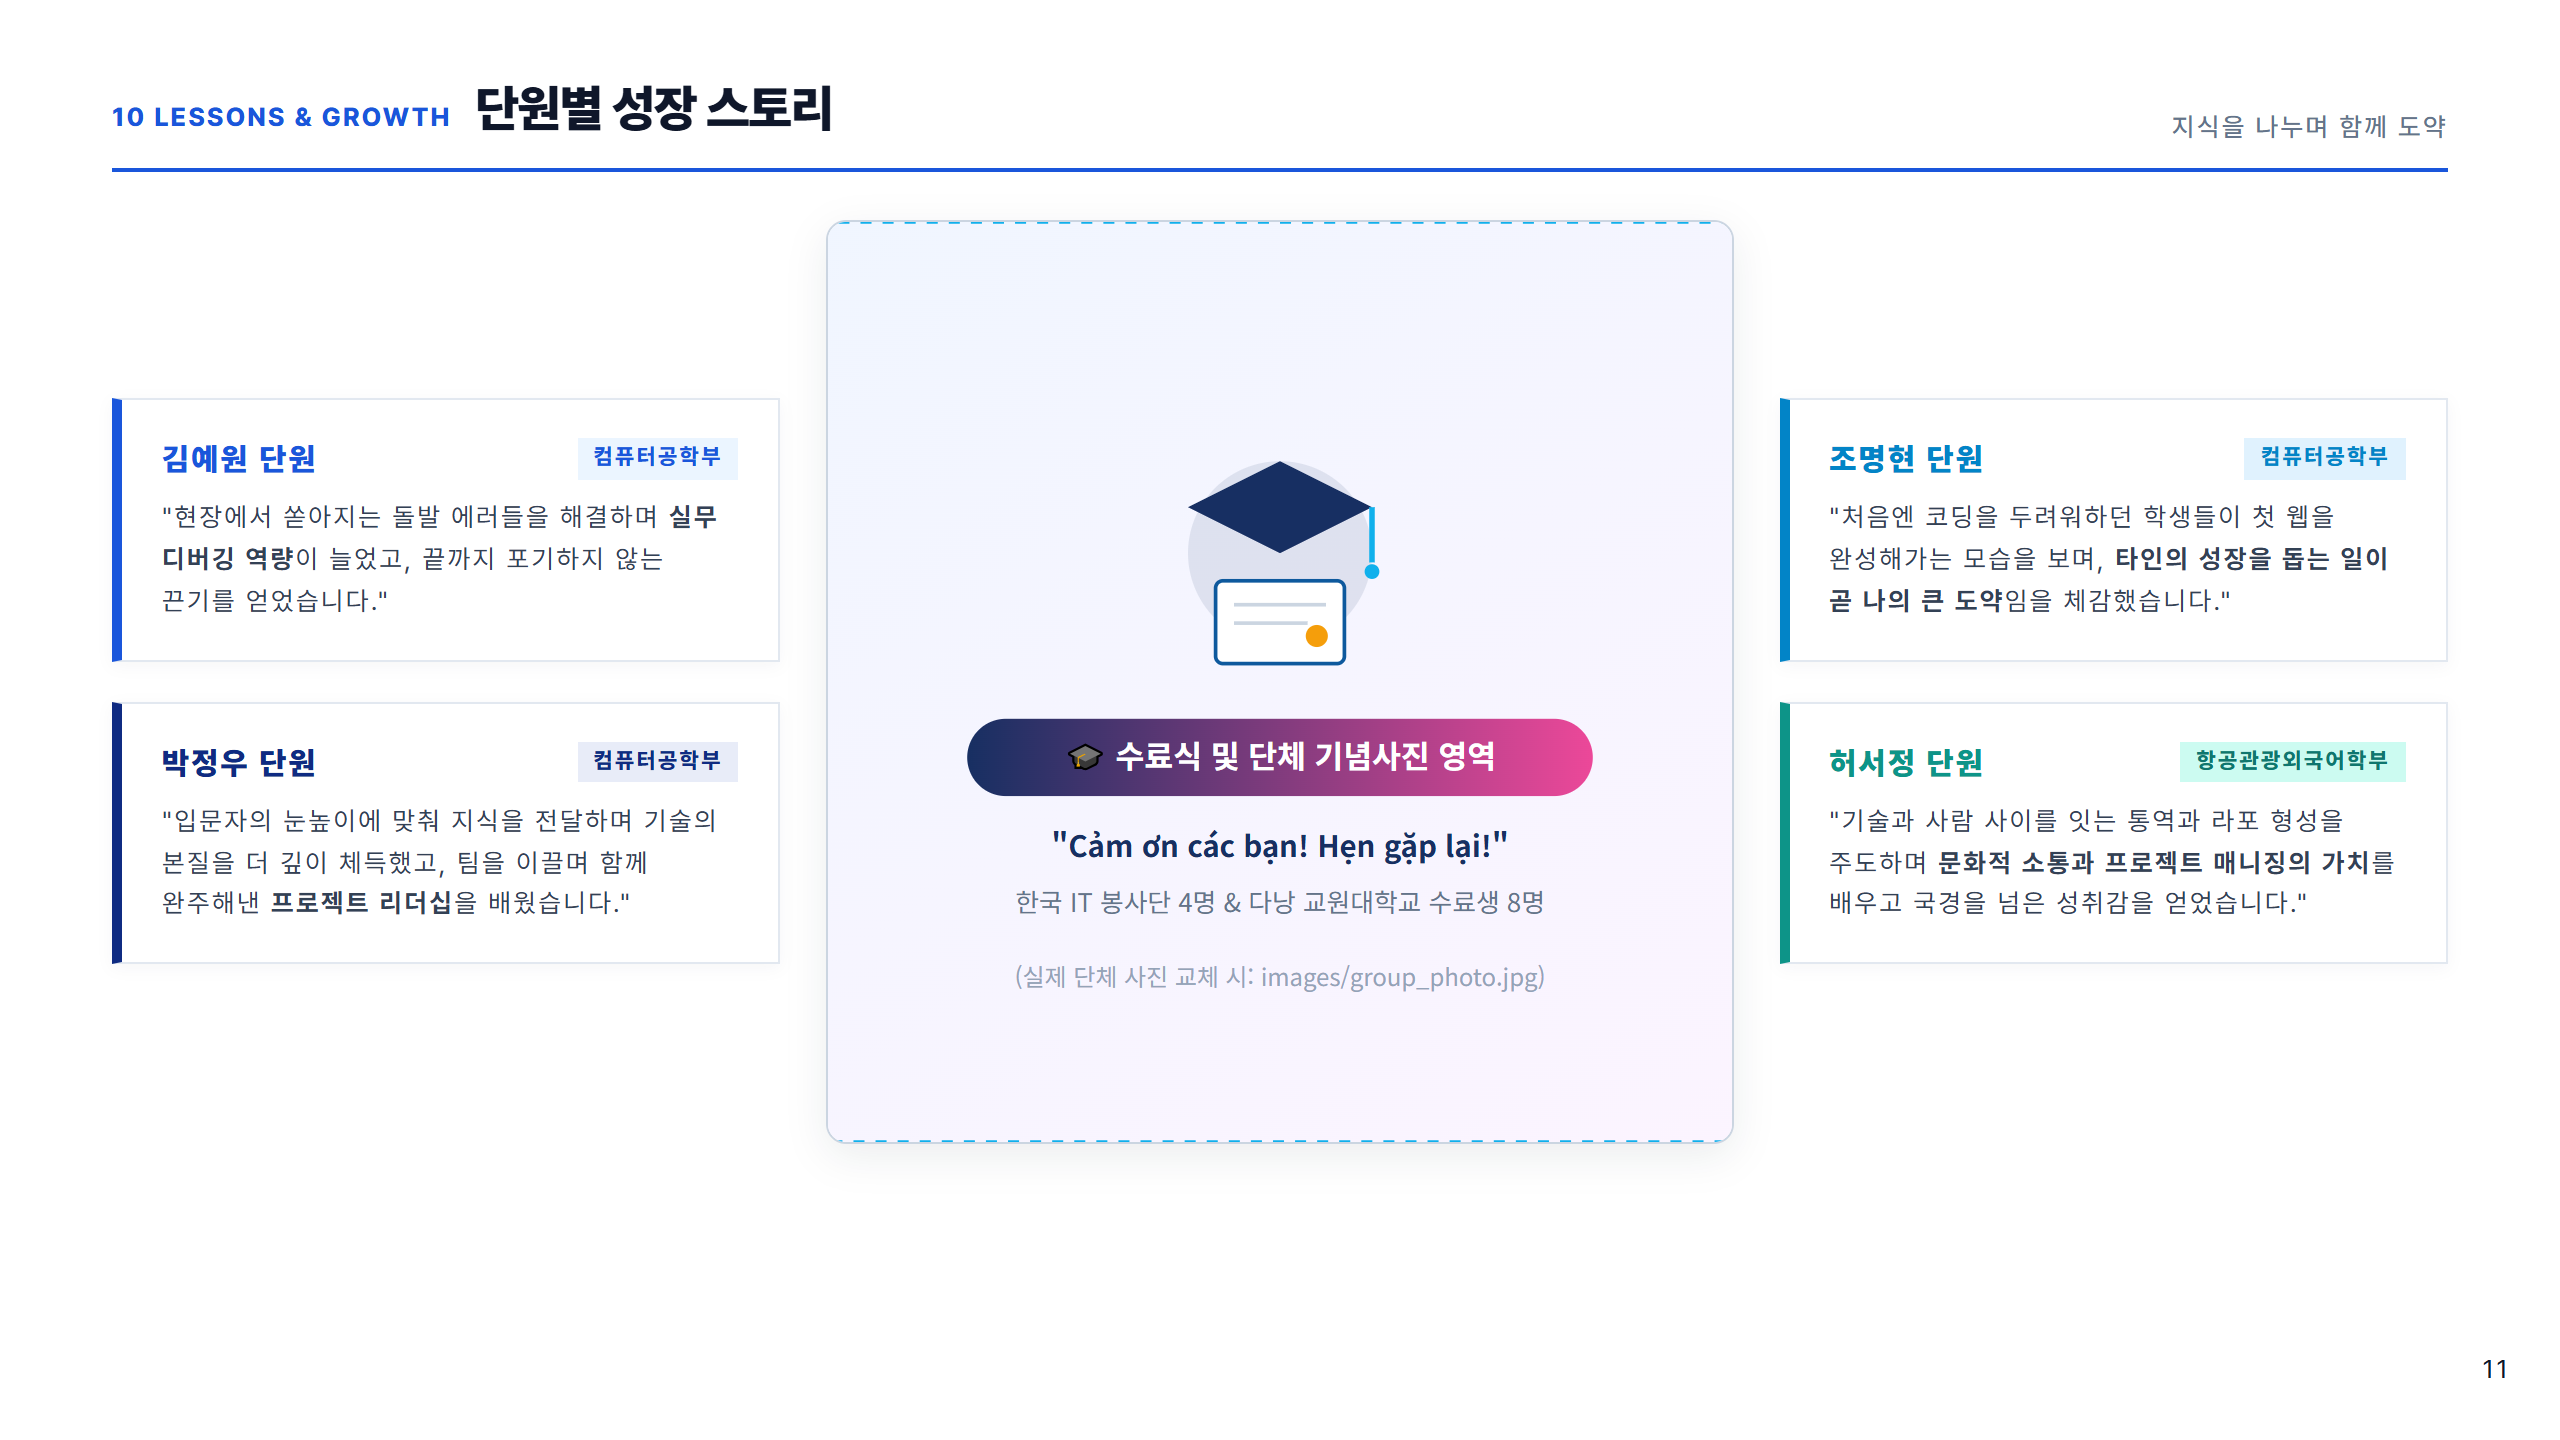 10 LESSONS & GROWTH 단원별 성장 스토리
지식을 나누며 함께 도약
김예원 단원 컴퓨터공학부
"현장에서 쏟아지는 돌발 에러들을 해결하며 실무
디버깅 역량이 늘었고, 끝까지 포기하지 않는
끈기를 얻었습니다."
박정우 단원 컴퓨터공학부
"입문자의 눈높이에 맞춰 지식을 전달하며 기술의
본질을 더 깊이 체득했고, 팀을 이끌며 함께
완주해낸 프로젝트 리더십을 배웠습니다."
🎓 수료식 및 단체 기념사진 영역
"Cảm ơn các bạn! Hẹn gặp lại!"
한국 IT 봉사단 4명 & 다낭 교원대학교 수료생 8명
(실제 단체 사진 교체 시: images/group_photo.jpg)
조명현 단원 컴퓨터공학부
"처음엔 코딩을 두려워하던 학생들이 첫 웹을
완성해가는 모습을 보며, 타인의 성장을 돕는 일이
곧 나의 큰 도약임을 체감했습니다."
허서정 단원 항공관광외국어학부
"기술과 사람 사이를 잇는 통역과 라포 형성을
주도하며 문화적 소통과 프로젝트 매니징의 가치를
배우고 국경을 넘은 성취감을 얻었습니다."
11